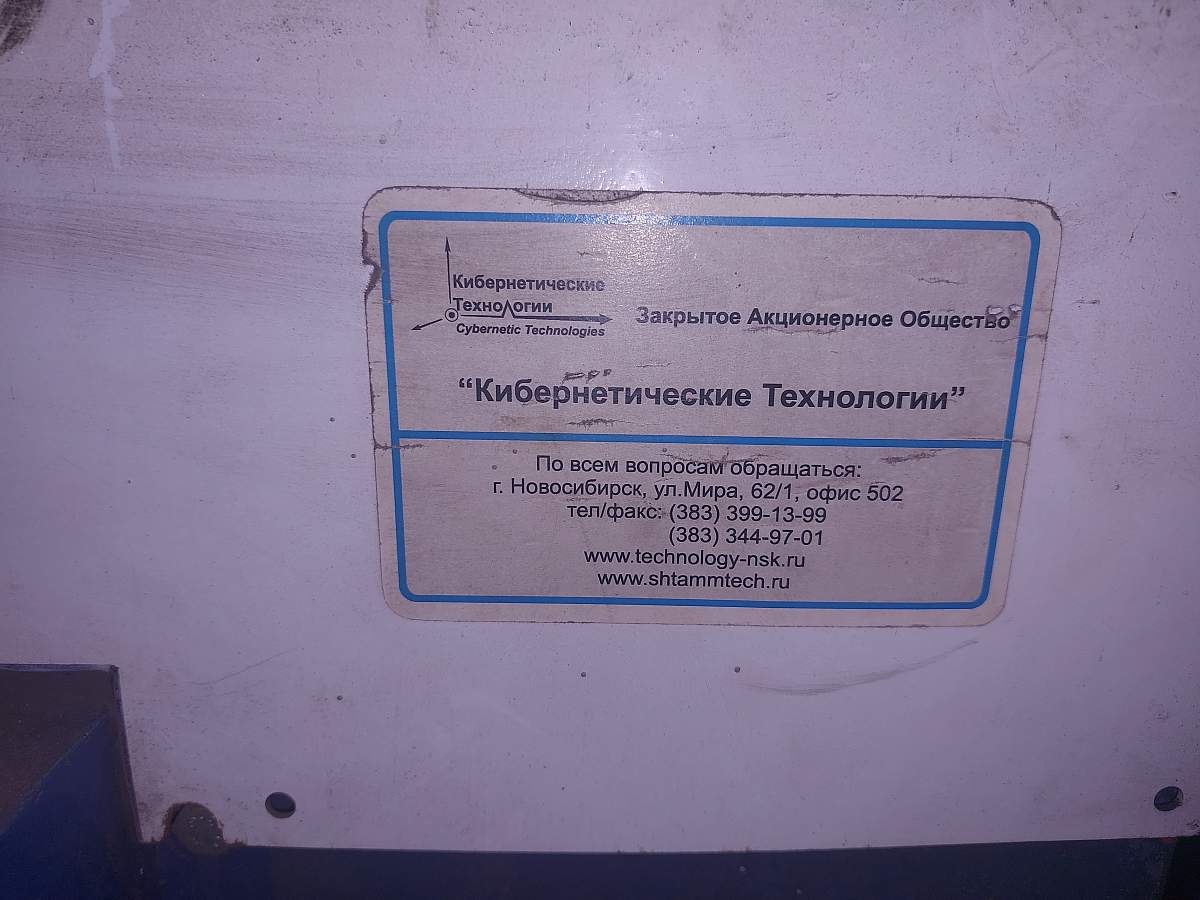 Кибернетические
Технологии
Cybernetic Technologies
Закрытое Акционерное Общество
“Кибернетические Технологии”
По всем вопросам обращаться:
г. Новосибирск, ул.Мира, 62/1, офис 502
тел/факс: (383) 399-13-99
(383) 344-97-01
www.technology-nsk.ru
www.shtammtech.ru